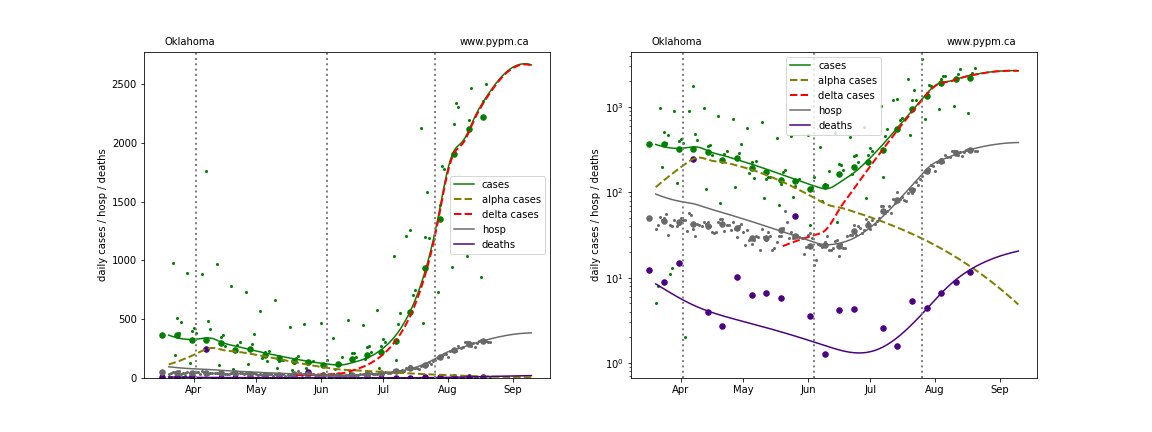 Oklahoma www.pypm.ca
daily cases / hosp / deaths
2500
2000
1500
1000
500
0
cases
alpha cases
delta cases
hosp
deaths
Apr May Jun Jul Aug Sep
Oklahoma www.pypm.ca
daily cases / hosp / deaths
10³
10²
10¹
10⁰
cases
alpha cases
delta cases
hosp
deaths
Apr May Jun Jul Aug Sep